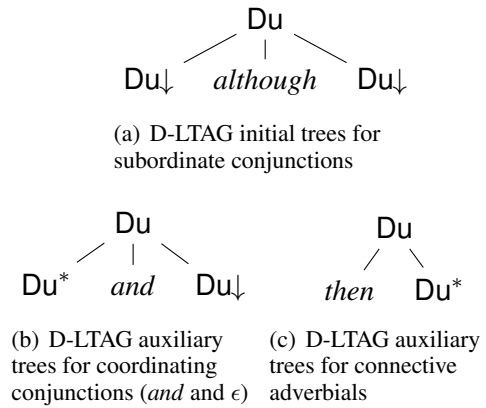 Du
Du↓ although Du↓
(a) D-LTAG initial trees for
subordinate conjunctions
Du
Du* and Du↓
(b) D-LTAG auxiliary
trees for coordinating
conjunctions (and and ϵ)
Du
then Du*
(c) D-LTAG auxiliary
trees for connective
adverbials